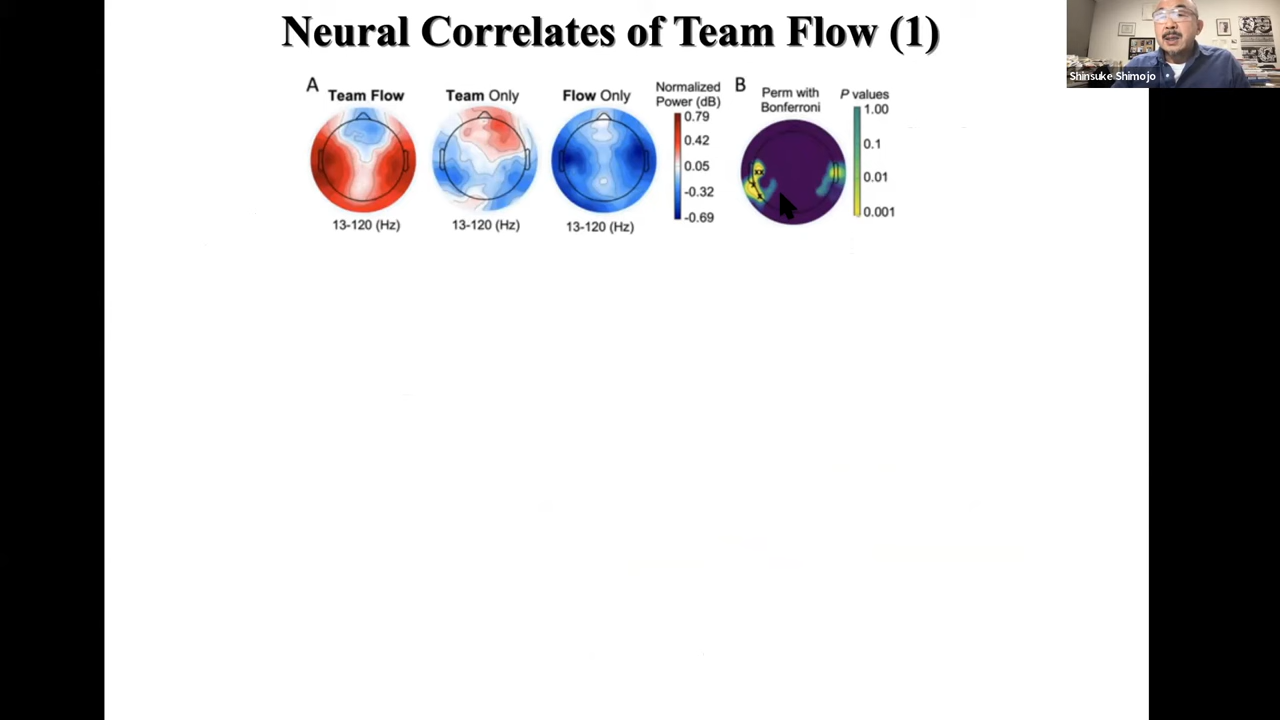 Neural Correlates of Team Flow (1)
Shinsuke Shimojo
A
Team Flow
Team Only
Flow Only
Normalized
Power (dB)
0.79
0.42
0.05
-0.32
-0.69
13-120 (Hz)
13-120 (Hz)
13-120 (Hz)
B
Perm with
Bonferroni
P values
1.00
0.1
0.01
0.001
xx
x
x